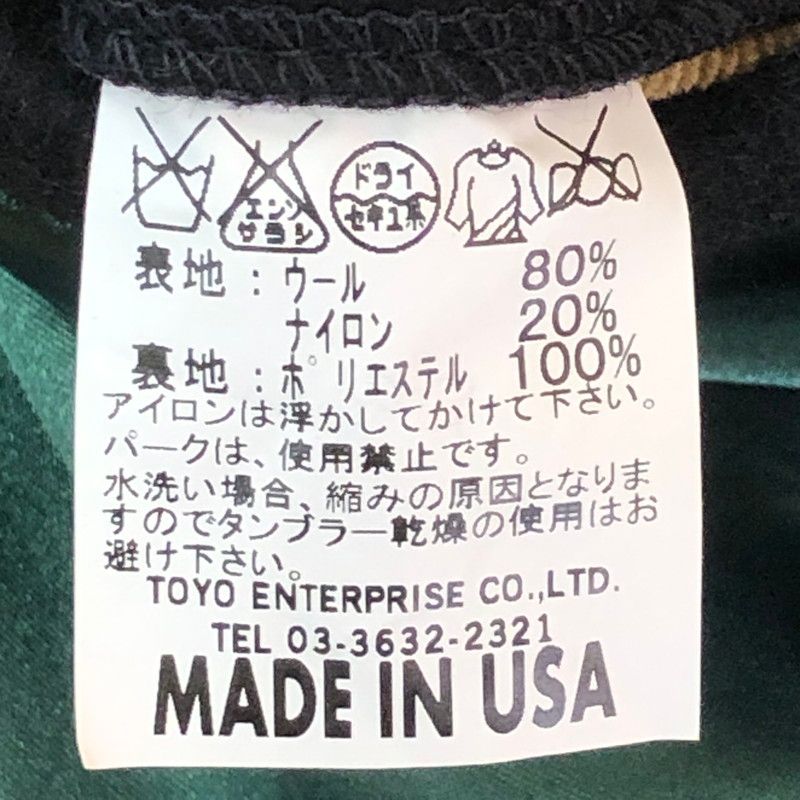 ドライ
エンソ
サラシ
セキユ系
表地：ウール 80%
ナイロン 20%
裏地：ポリエステル 100%
アイロンは浮かしてかけて下さい。
パークは、使用禁止です。
水洗い場合、縮みの原因となりま
すのでタンブラー乾燥の使用はお
避け下さい。
TOYO ENTERPRISE CO.,LTD.
TEL 03-3632-2321
MADE IN USA